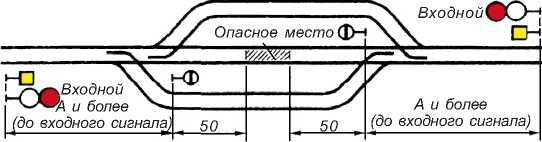 Входной
Опасное место
Входной
А и более
(до входного сигнала)
50
50
А и более
(до входного сигнала)